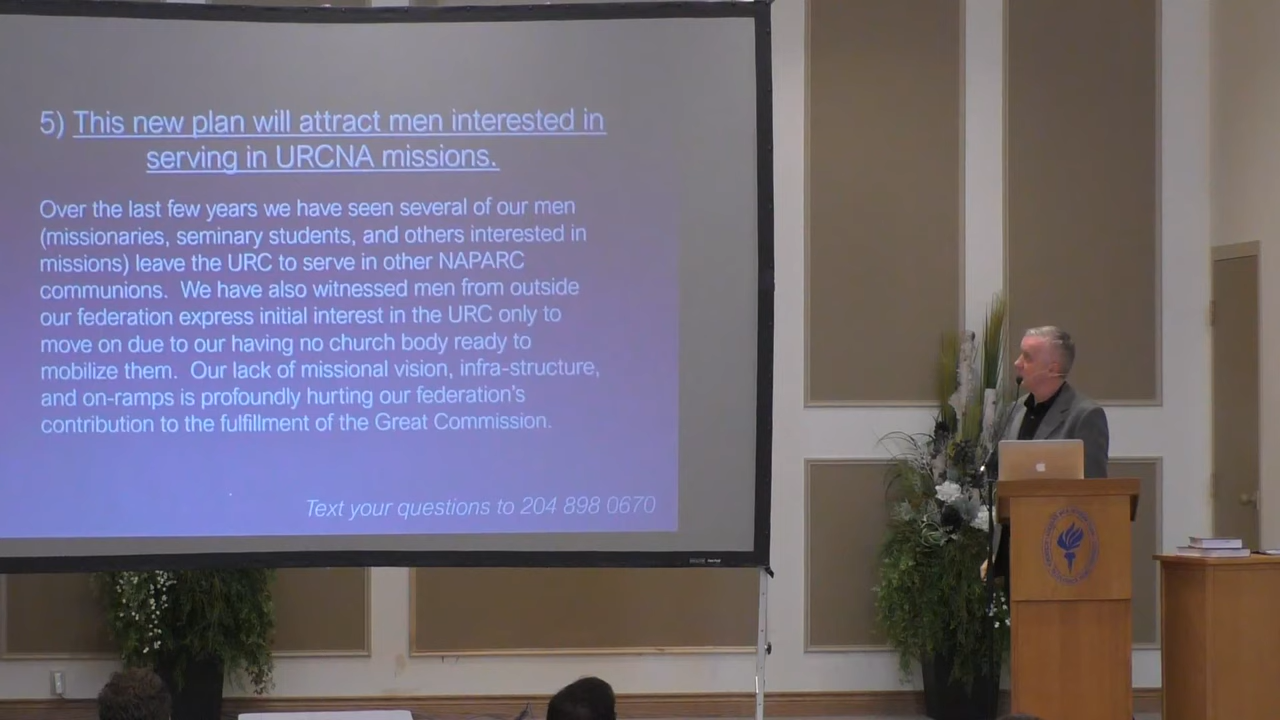 5) This new plan will attract men interested in
serving in URCNA missions.
Over the last few years we have seen several of our men
(missionaries, seminary students, and others interested in
missions) leave the URC to serve in other NAPARC
communions.  We have also witnessed men from outside
our federation express initial interest in the URC only to
move on due to our having no church body ready to
mobilize them.  Our lack of missional vision, infra-structure,
and on-ramps is profoundly hurting our federation's
contribution to the fulfillment of the Great Commission.
Text your questions to 204 898 0670